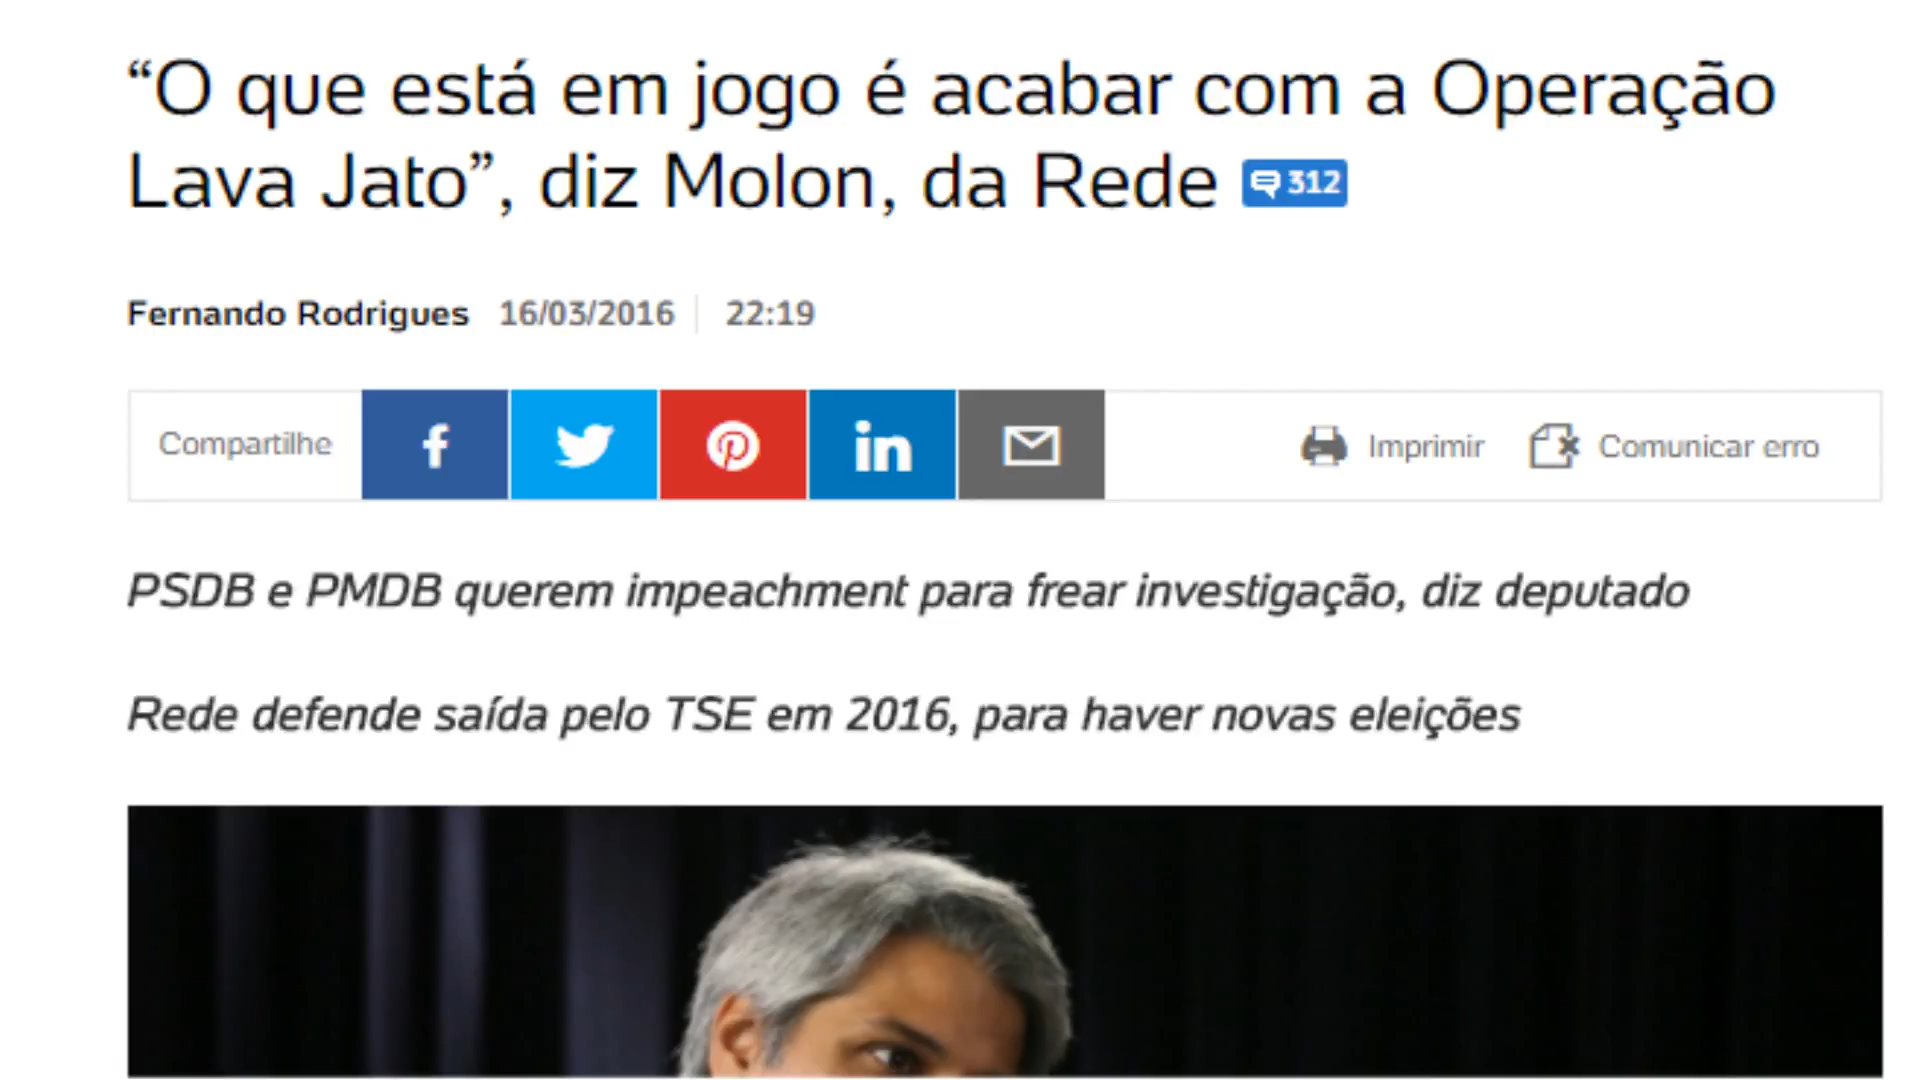 “O que está em jogo é acabar com a Operação
Lava Jato”, diz Molon, da Rede 312
Fernando Rodrigues 16/03/2016 22:19
Compartilhe Imprimir Comunicar erro
PSDB e PMDB querem impeachment para frear investigação, diz deputado
Rede defende saída pelo TSE em 2016, para haver novas eleições